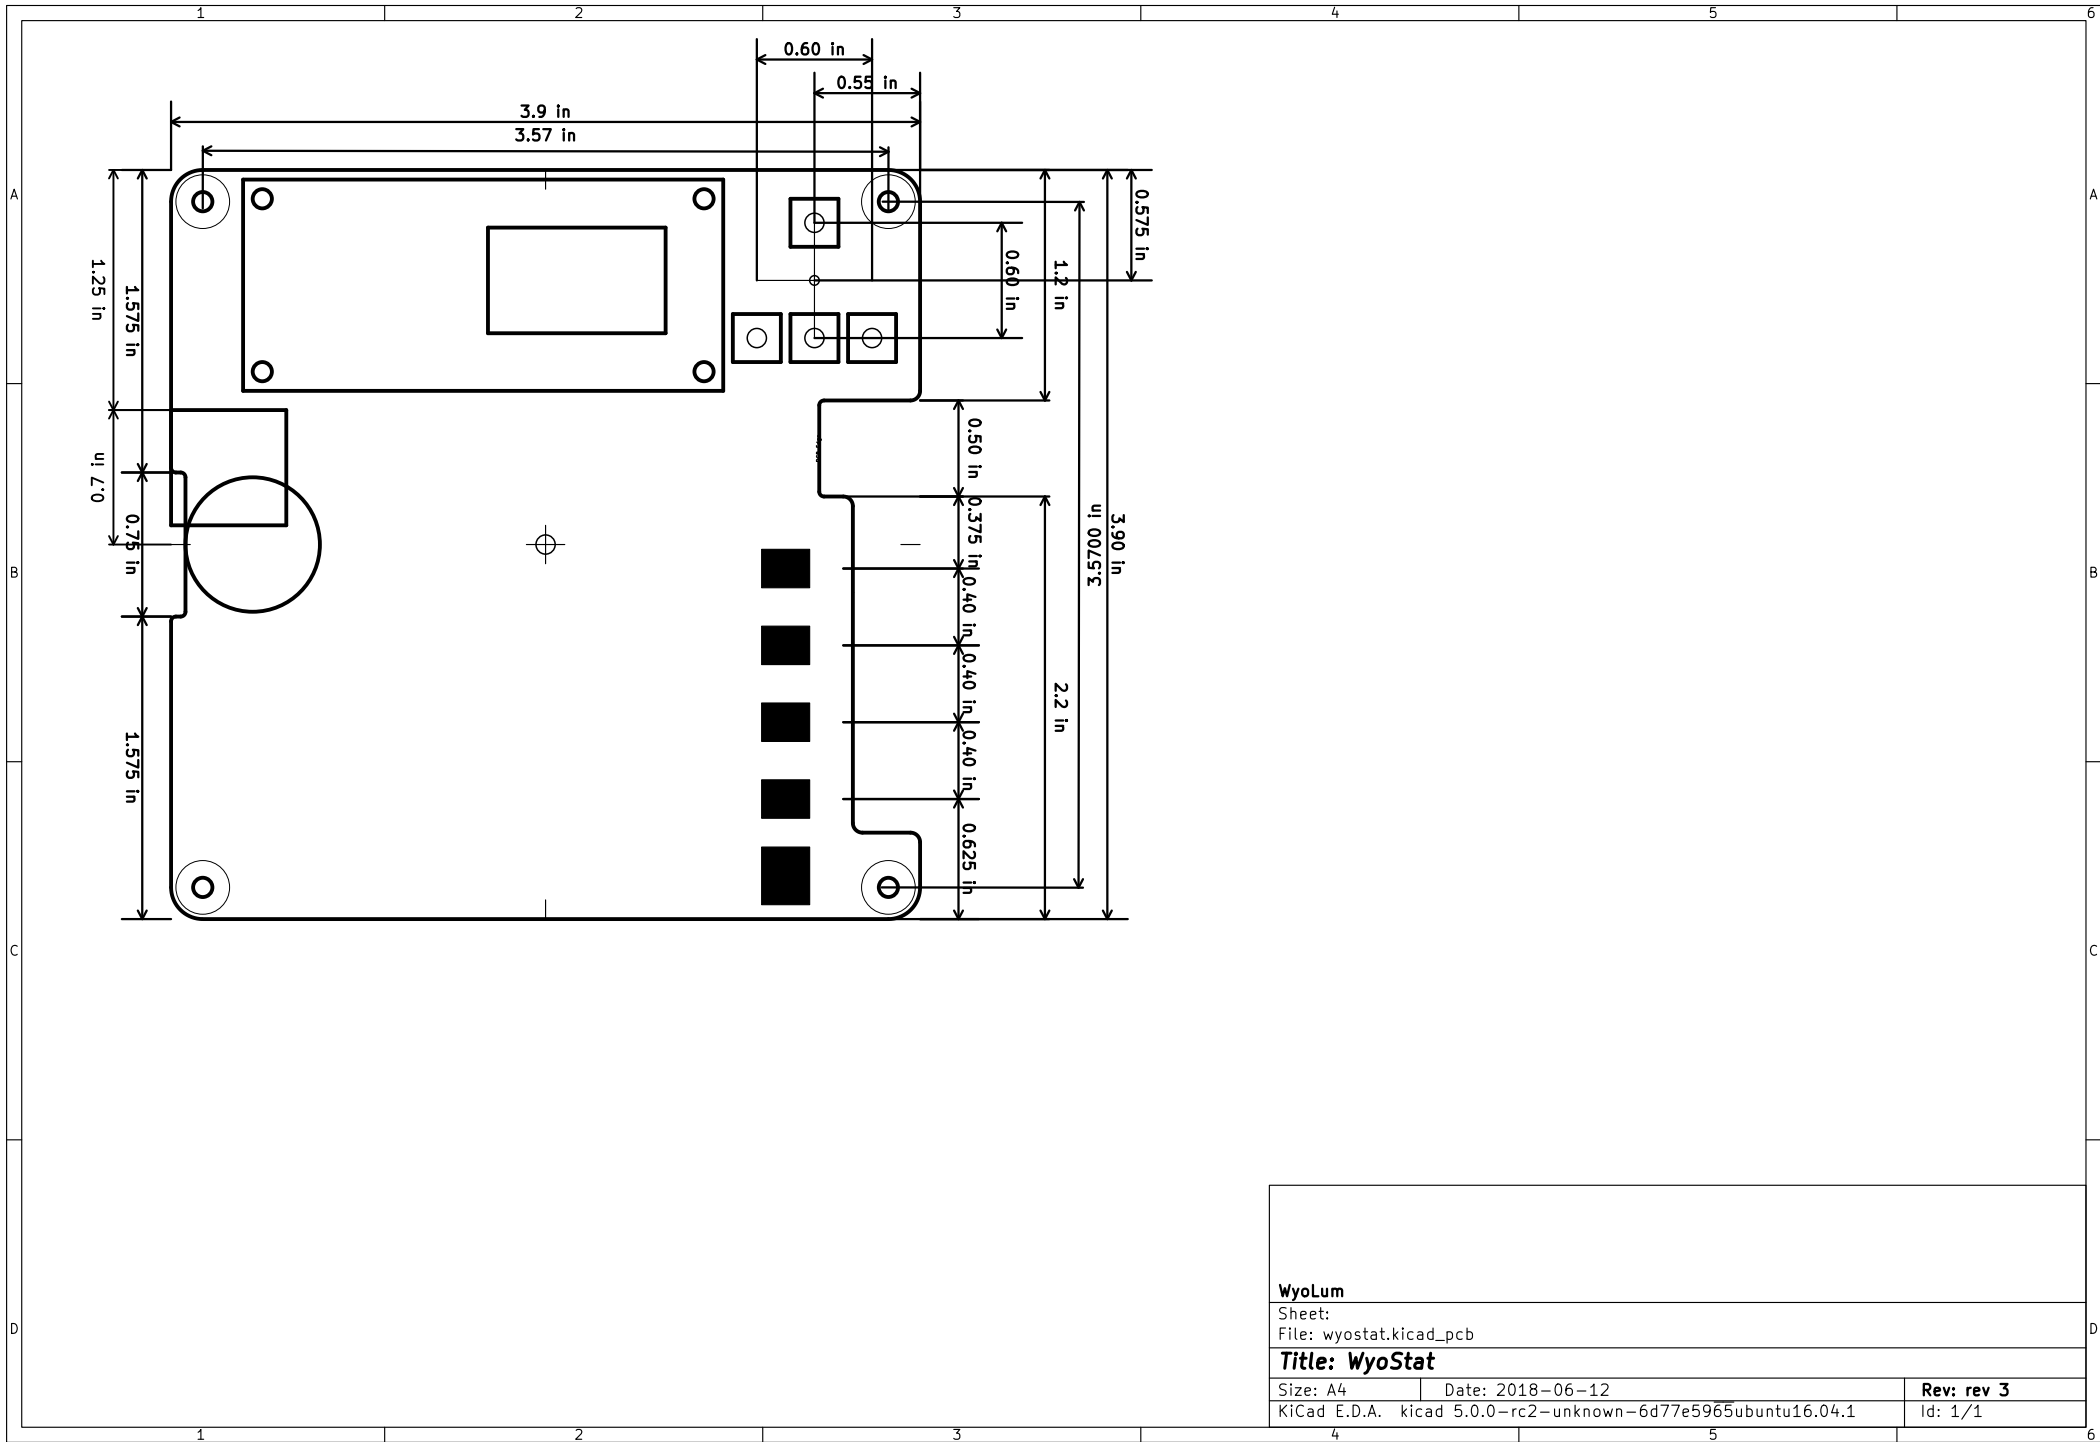 1 2 3 4 5 6
0.60 in
0.55 in
3.9 in
3.57 in
A A
0.575 in
1.25 in
1.575 in
0.60 in
1.2 in
0.50 in
0.7 in
0.75 in
0.375 in
3.5700 in
3.90 in
B B
0.40 in
0.40 in
2.2 in
0.40 in
1.575 in
0.625 in
C C
WyoLum
Sheet:
File: wyostat.kicad_pcb
D D
Title: WyoStat
Size: A4 Date: 2018-06-12 Rev: rev 3
KiCad E.D.A. kicad 5.0.0-rc2-unknown-6d77e5965ubuntu16.04.1 Id: 1/1
1 2 3 4 5 6